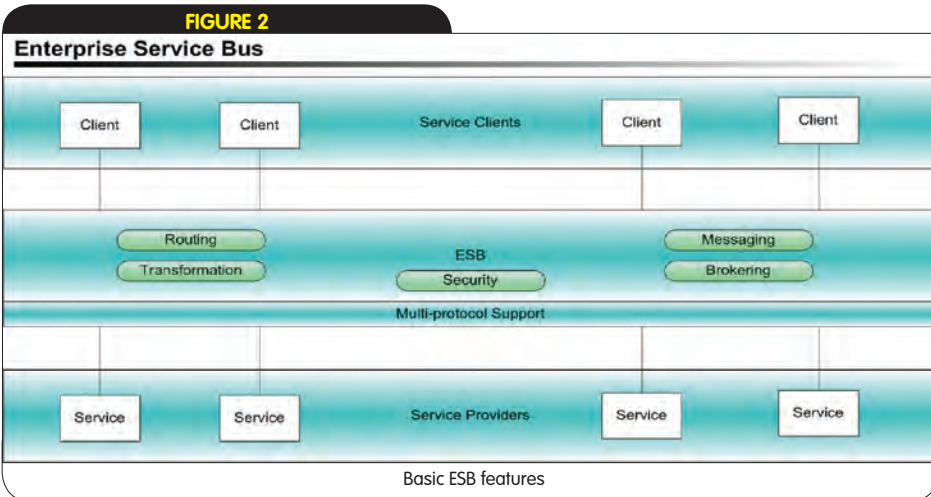 FIGURE 2
Enterprise Service Bus
Client
Client
Service Clients
Client
Client
Routing
Transformation
ESB
Security
Messaging
Brokering
Multi-protocol Support
Service
Service
Service Providers
Service
Service
Basic ESB features